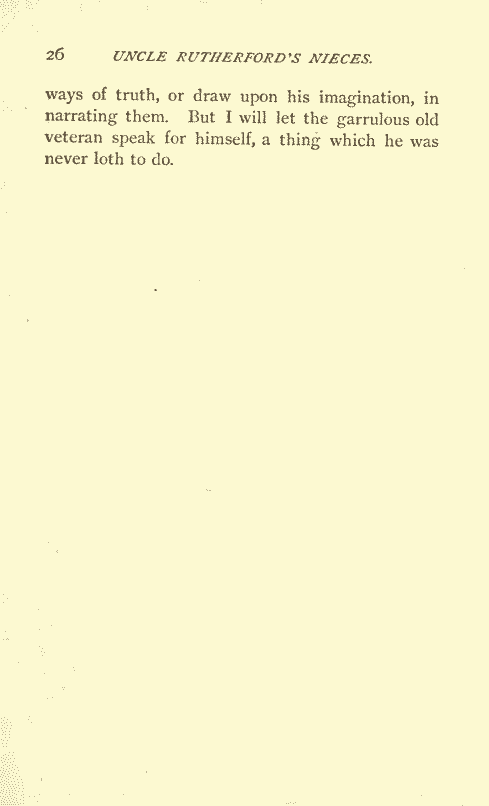 26 UNCLE RUTHERFORD'S NIECES.
ways of truth, or draw upon his imagination, in
narrating them. But I will let the garrulous old
veteran speak for himself, a thing which he was
never loth to do.